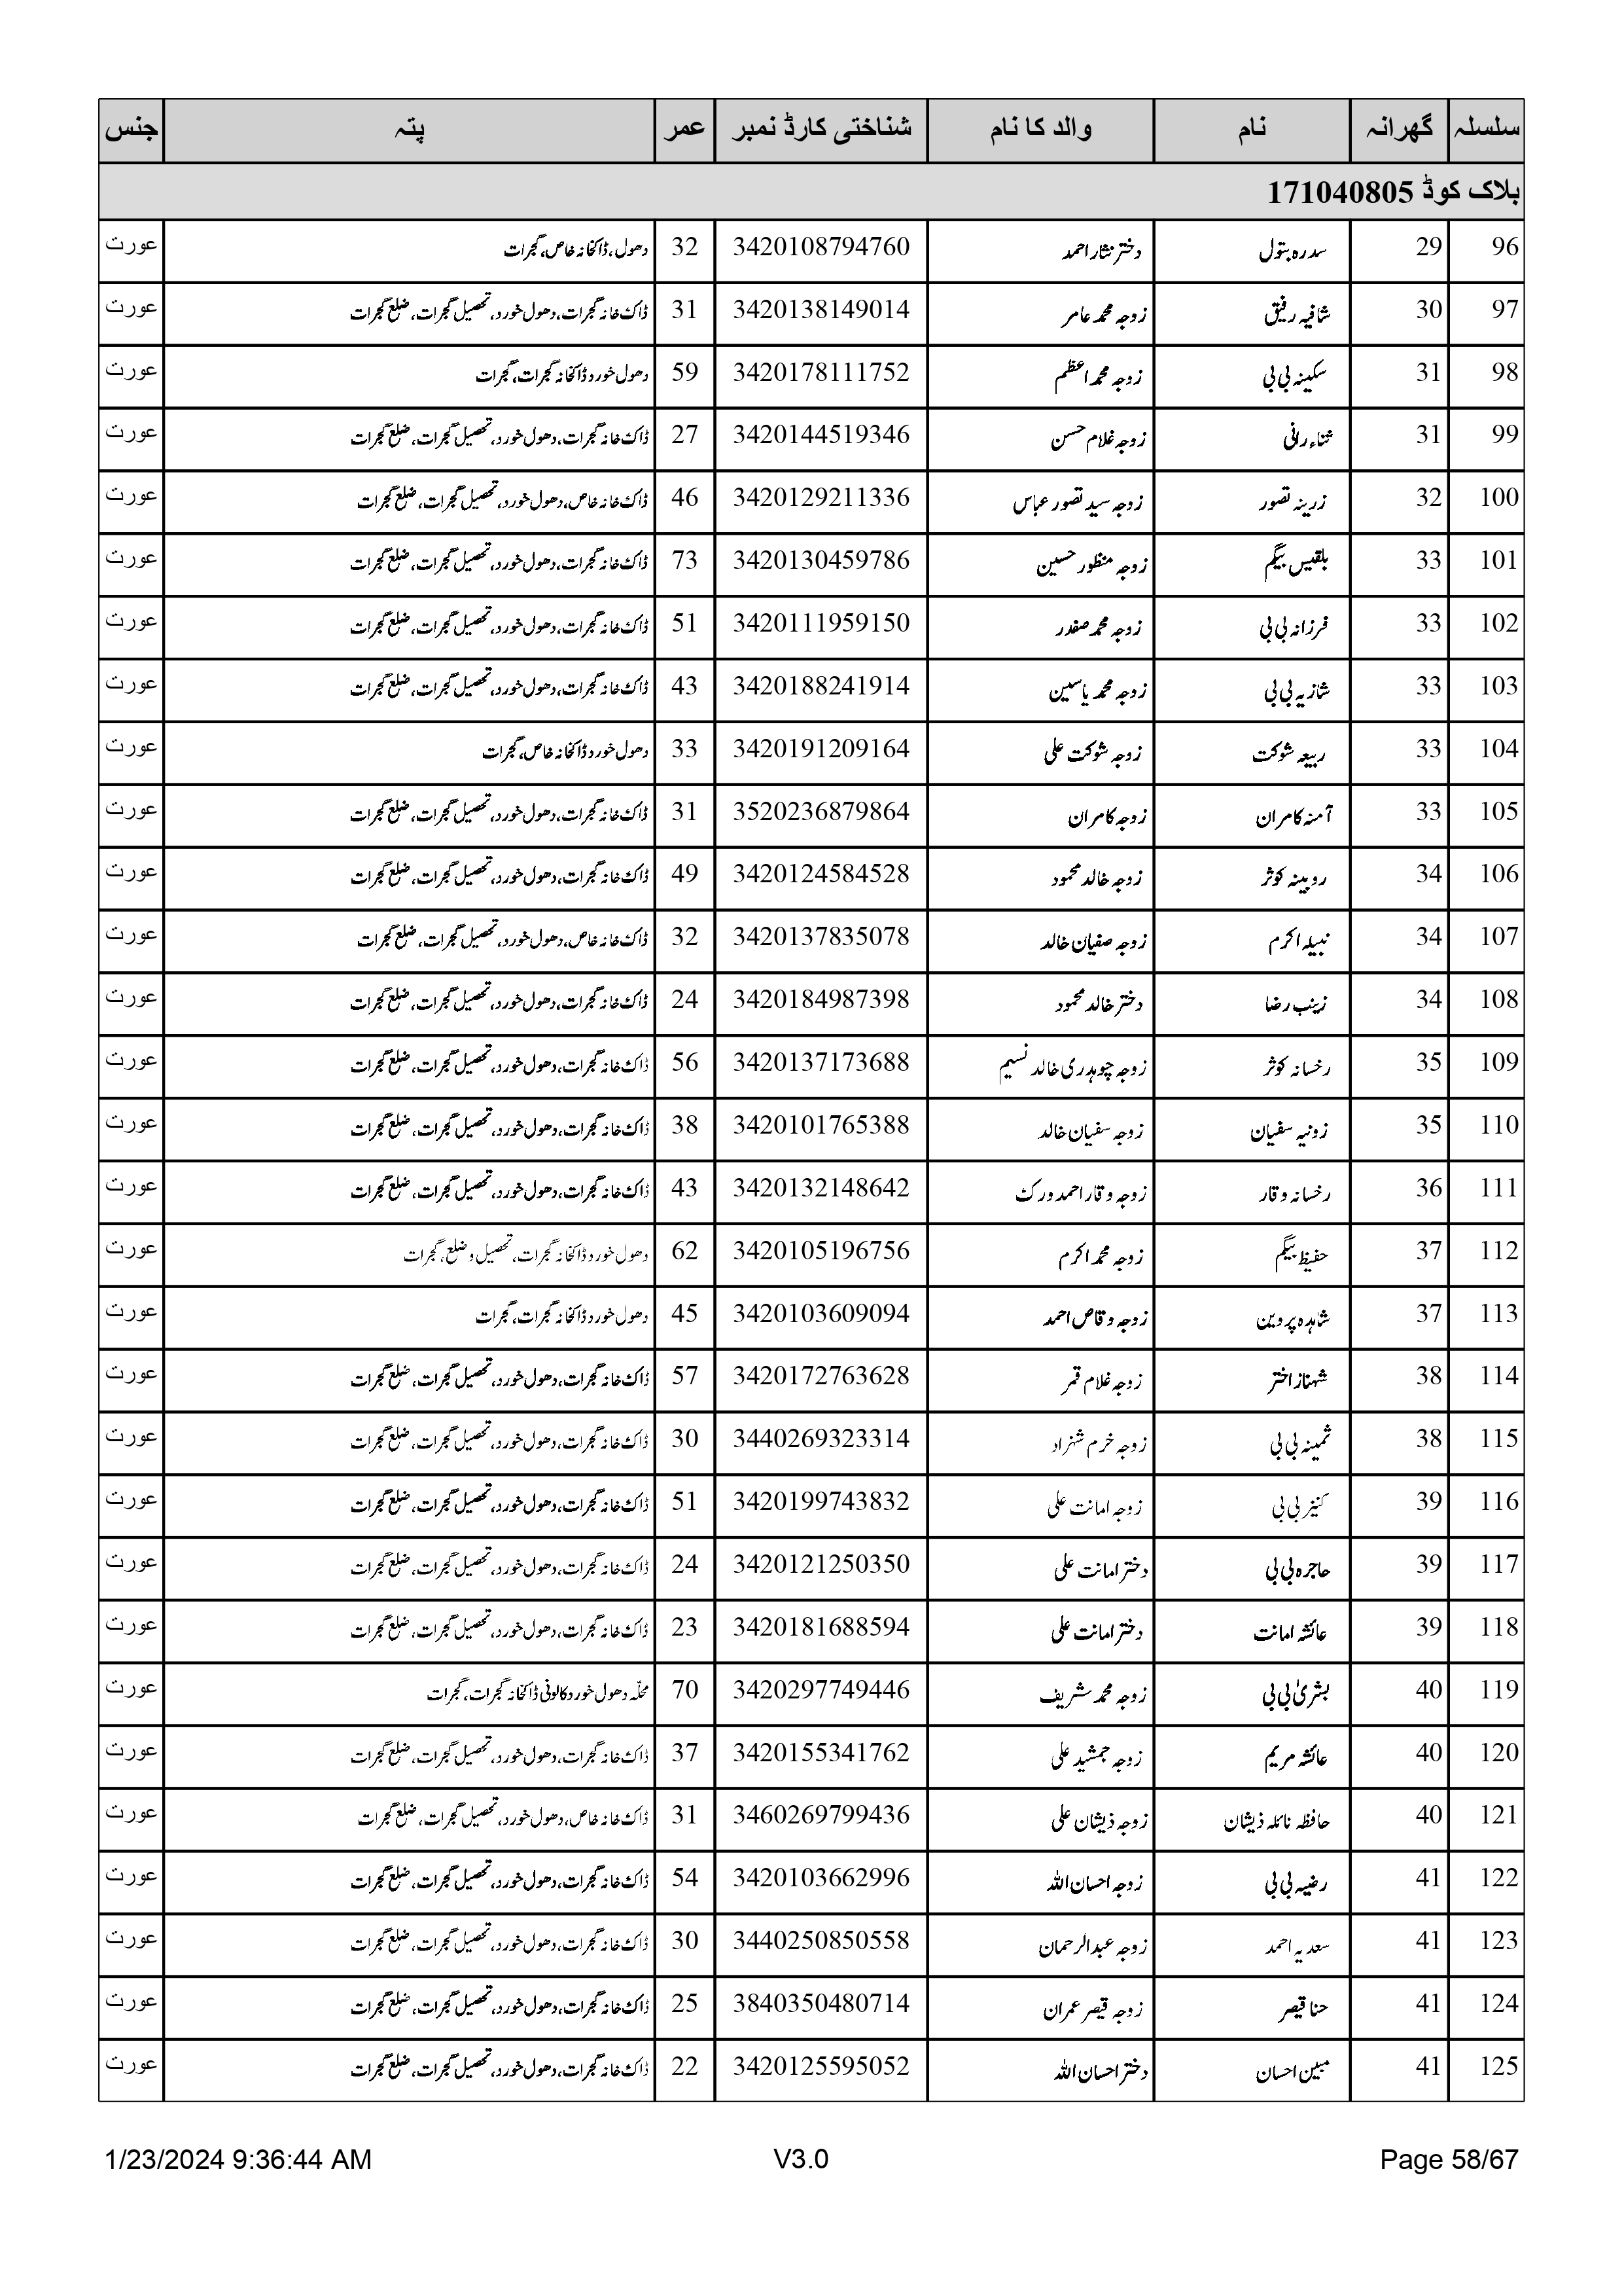 سلسلہ گھرانہ نام والد کا نام شناختی کارڈ نمبر عمر پتہ جنس
بلاک کوڈ 171040805
96 29 سدرہ بتول دختر نثار احمد 3420108794760 32 دھول ،ڈاکخانہ خاص، گجرات عورت
97 30 شافیہ رفیق زوجہ محمد عامر 3420138149014 31 ڈاک خانہ گجرات، دھول خورد، تحصیل گجرات، ضلع گجرات عورت
98 31 سکینہ بی بی زوجہ محمد اعظم 3420178111752 59 دھول خورد ڈاکخانہ گجرات، گجرات عورت
99 31 ثناء رانی زوجہ غلام حسن 3420144519346 27 ڈاک خانہ گجرات، دھول خورد، تحصیل گجرات، ضلع گجرات عورت
100 32 زرینہ تصور زوجہ سید تصور عباس 3420129211336 46 ڈاک خانہ خاص، دھول خورد، تحصیل گجرات، ضلع گجرات عورت
101 33 بلقیس بیگم زوجہ منظور حسین 3420130459786 73 ڈاک خانہ گجرات، دھول خورد، تحصیل گجرات، ضلع گجرات عورت
102 33 فرزانہ بی بی زوجہ محمد صفدر 3420111959150 51 ڈاک خانہ گجرات، دھول خورد، تحصیل گجرات، ضلع گجرات عورت
103 33 شازیہ بی بی زوجہ محمد یاسین 3420188241914 43 ڈاک خانہ گجرات، دھول خورد، تحصیل گجرات، ضلع گجرات عورت
104 33 ربیعہ شوکت زوجہ شوکت علی 3420191209164 33 دھول خورد ڈاکخانہ خاص، گجرات عورت
105 33 آمنہ کامران زوجہ کامران 3520236879864 31 ڈاک خانہ گجرات، دھول خورد، تحصیل گجرات، ضلع گجرات عورت
106 34 روبینہ کوثر زوجہ خالد محمود 3420124584528 49 ڈاک خانہ گجرات، دھول خورد، تحصیل گجرات، ضلع گجرات عورت
107 34 نبیلہ اکرم زوجہ صفیان خالد 3420137835078 32 ڈاک خانہ خاص، دھول خورد، تحصیل گجرات، ضلع گجرات عورت
108 34 زینب رضا دختر خالد محمود 3420184987398 24 ڈاک خانہ گجرات، دھول خورد، تحصیل گجرات، ضلع گجرات عورت
109 35 رخسانہ کوثر زوجہ چوہدری خالد نسیم 3420137173688 56 ڈاک خانہ گجرات، دھول خورد، تحصیل گجرات، ضلع گجرات عورت
110 35 زونیہ سفیان زوجہ سفیان خالد 3420101765388 38 ڈاک خانہ گجرات، دھول خورد، تحصیل گجرات، ضلع گجرات عورت
111 36 رخسانہ وقار زوجہ وقار احمد ورک 3420132148642 43 ڈاک خانہ گجرات، دھول خورد، تحصیل گجرات، ضلع گجرات عورت
112 37 حفیظ بیگم زوجہ محمد اکرم 3420105196756 62 دھول خورد ڈاکخانہ گجرات، تحصیل و ضلع، گجرات عورت
113 37 شاہدہ پروین زوجہ وقاص احمد 3420103609094 45 دھول خورد ڈاکخانہ گجرات، گجرات عورت
114 38 شہناز اختر زوجہ غلام قمر 3420172763628 57 ڈاک خانہ گجرات، دھول خورد، تحصیل گجرات، ضلع گجرات عورت
115 38 ثمینہ بی بی زوجہ خرم شہزاد 3440269323314 30 ڈاک خانہ گجرات، دھول خورد، تحصیل گجرات، ضلع گجرات عورت
116 39 کنیز بی بی زوجہ امانت علی 3420199743832 51 ڈاک خانہ گجرات، دھول خورد، تحصیل گجرات، ضلع گجرات عورت
117 39 حاجرہ بی بی دختر امانت علی 3420121250350 24 ڈاک خانہ گجرات، دھول خورد، تحصیل گجرات، ضلع گجرات عورت
118 39 عائشہ امانت دختر امانت علی 3420181688594 23 ڈاک خانہ گجرات، دھول خورد، تحصیل گجرات، ضلع گجرات عورت
119 40 بشریٰ بی بی زوجہ محمد شریف 3420297749446 70 محلّہ دھول خورد کالونی ڈاکخانہ گجرات، گجرات عورت
120 40 عائشہ مریم زوجہ جمشید علی 3420155341762 37 ڈاک خانہ گجرات، دھول خورد، تحصیل گجرات، ضلع گجرات عورت
121 40 حافظہ نائلہ ذیشان زوجہ ذیشان علی 3460269799436 31 ڈاک خانہ خاص، دھول خورد، تحصیل گجرات، ضلع گجرات عورت
122 41 رضیہ بی بی زوجہ احسان اللہ 3420103662996 54 ڈاک خانہ گجرات، دھول خورد، تحصیل گجرات، ضلع گجرات عورت
123 41 سعدیہ احمد زوجہ عبدالرحمان 3440250850558 30 ڈاک خانہ گجرات، دھول خورد، تحصیل گجرات، ضلع گجرات عورت
124 41 حنا قیصر زوجہ قیصر عمران 3840350480714 25 ڈاک خانہ گجرات، دھول خورد، تحصیل گجرات، ضلع گجرات عورت
125 41 مبین احسان دختر احسان اللہ 3420125595052 22 ڈاک خانہ گجرات، دھول خورد، تحصیل گجرات، ضلع گجرات عورت
1/23/2024 9:36:44 AM V3.0 Page 58/67